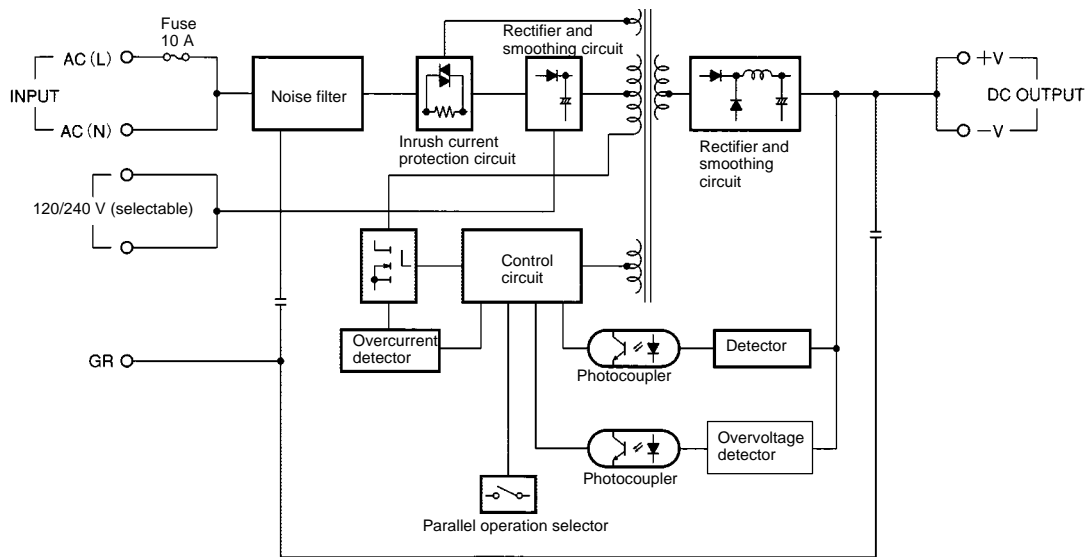 Fuse
10 A
AC (L)
INPUT
AC (N)
Noise filter
Inrush current
protection circuit
Rectifier and
smoothing circuit
Rectifier and
smoothing
circuit
+V
DC OUTPUT
−V
120/240 V (selectable)
Control
circuit
Overcurrent
detector
GR
Photocoupler
Detector
Photocoupler
Overvoltage
detector
Parallel operation selector